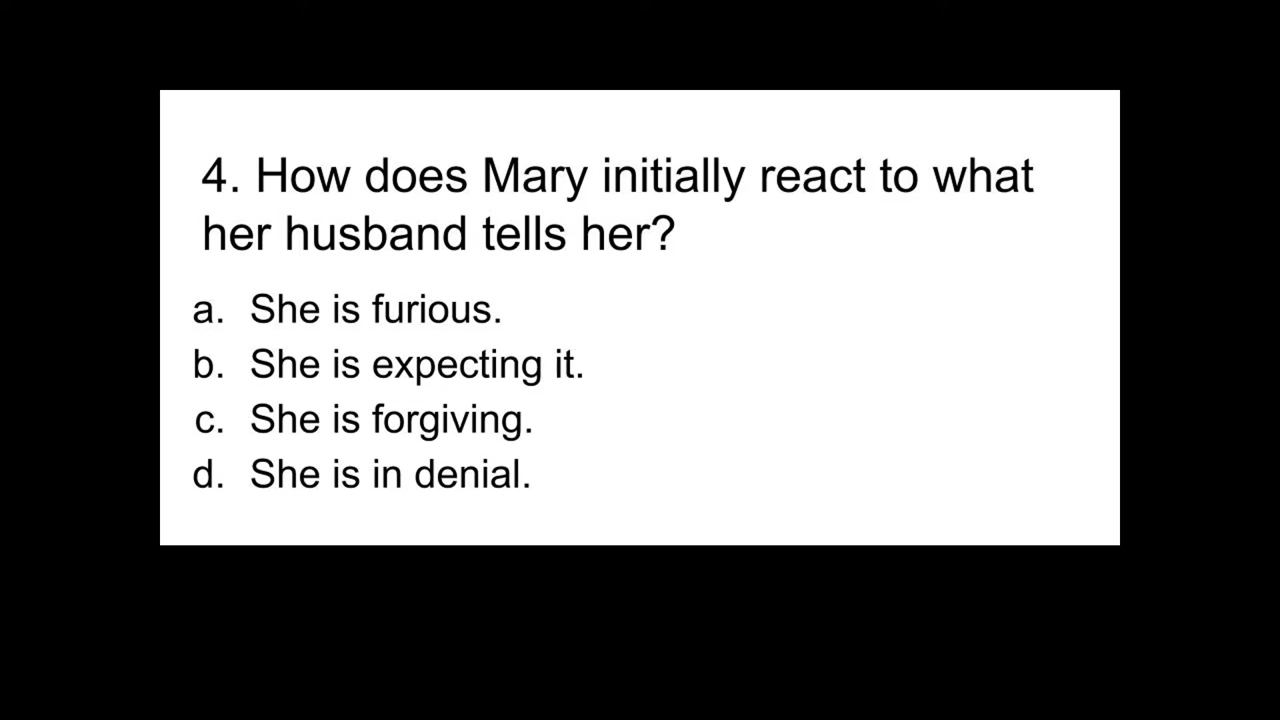 4. How does Mary initially react to what
her husband tells her?
a. She is furious.
b. She is expecting it.
c. She is forgiving.
d. She is in denial.